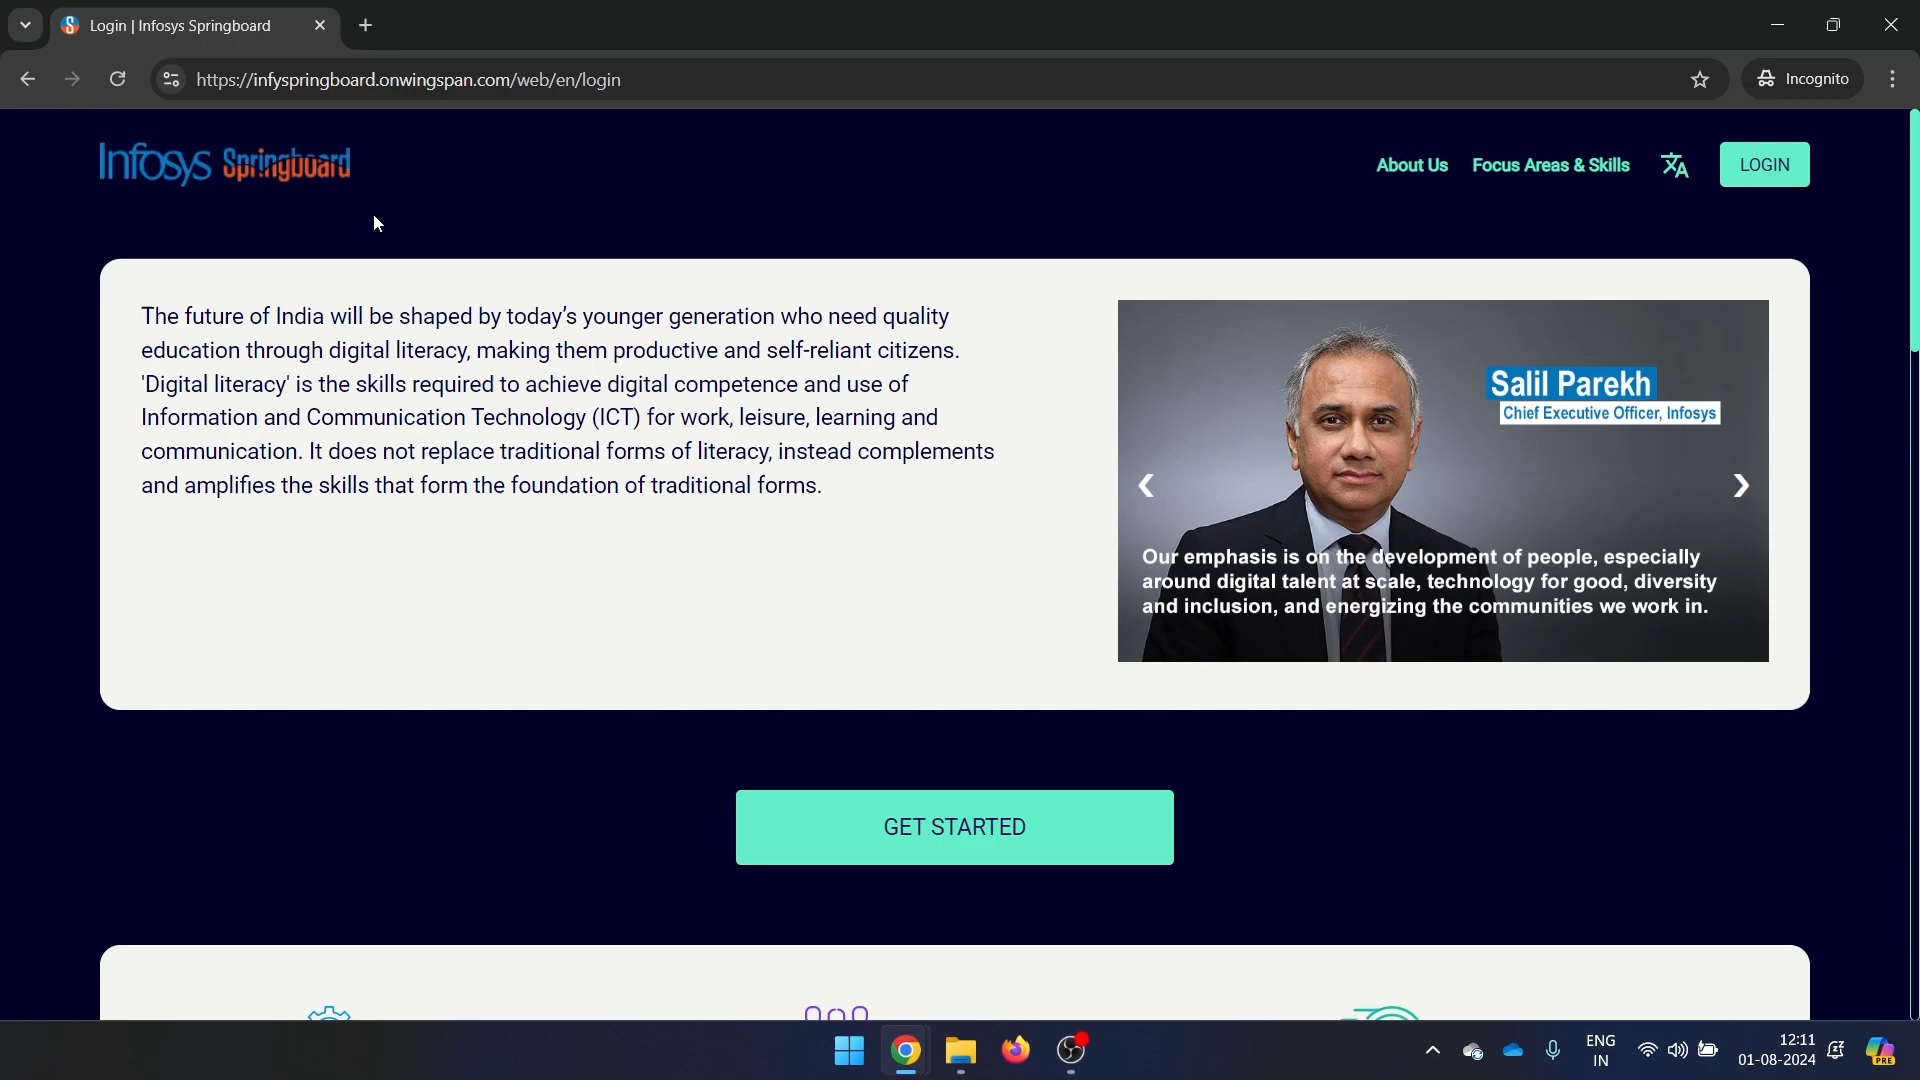 Login | Infosys Springboard
https://infyspringboard.onwingspan.com/web/en/login
Incognito
Infosys Springboard
About Us
Focus Areas & Skills
LOGIN
The future of India will be shaped by today’s younger generation who need quality
education through digital literacy, making them productive and self-reliant citizens.
'Digital literacy' is the skills required to achieve digital competence and use of
Information and Communication Technology (ICT) for work, leisure, learning and
communication. It does not replace traditional forms of literacy, instead complements
and amplifies the skills that form the foundation of traditional forms.
Salil Parekh
Chief Executive Officer, Infosys
Our emphasis is on the development of people, especially
around digital talent at scale, technology for good, diversity
and inclusion, and energizing the communities we work in.
GET STARTED
ENG
IN
12:11
01-08-2024
PRE